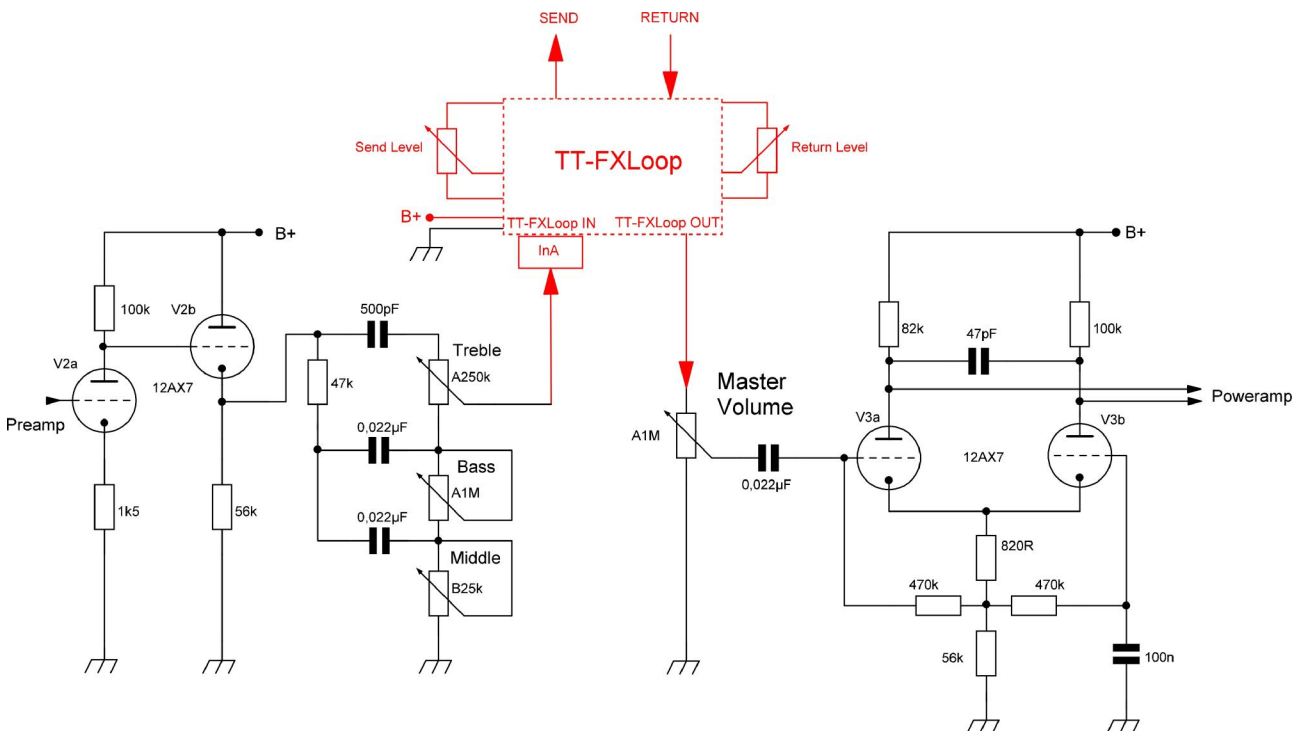 SEND
RETURN
Send Level
TT-FXLoop
Return Level
B+
TT-FXLoop IN
TT-FXLoop OUT
InA
B+
B+
100k
V2b
V2a
12AX7
Preamp
1k5
56k
500pF
Treble
A250k
47k
0,022µF
Bass
A1M
0,022µF
Middle
B25k
Master
Volume
A1M
0,022µF
82k
47pF
100k
V3a
12AX7
V3b
Poweramp
820R
470k
470k
56k
100n